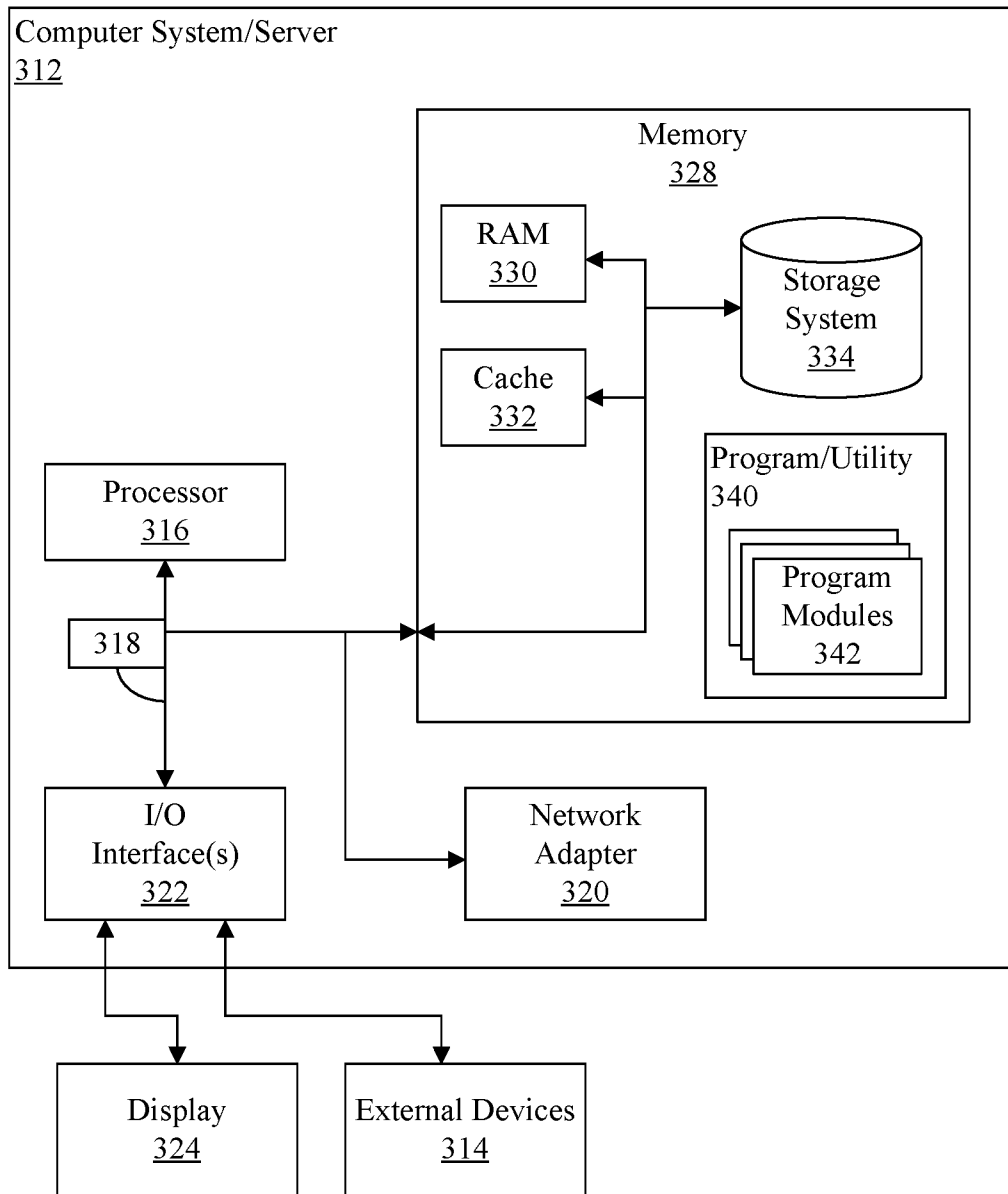 Computer System/Server
312
Memory
328
RAM
330
Storage
System
334
Cache
332
Program/Utility
340
Program
Modules
342
Processor
316
318
I/O
Interface(s)
322
Network
Adapter
320
Display
324
External Devices
314